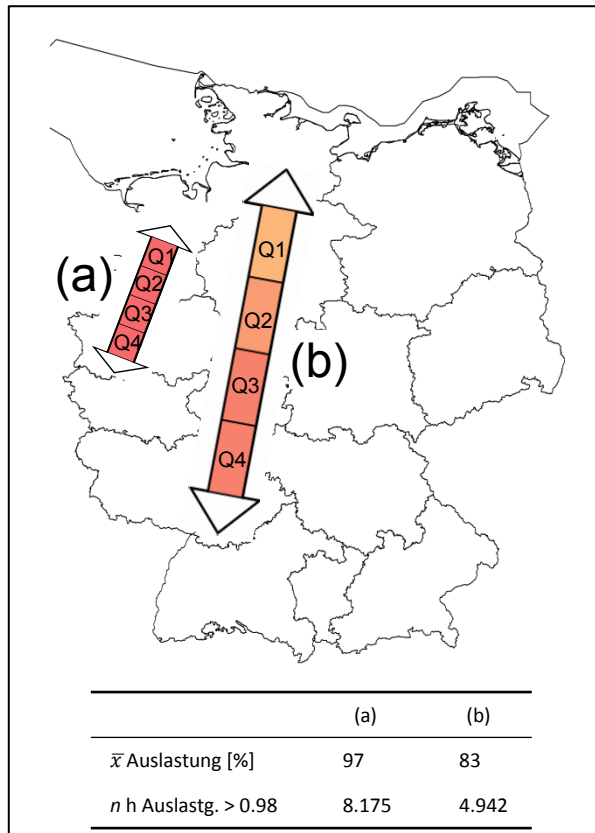 (a)
Q1
Q2
Q3
Q4
(b)
Q1
Q2
Q3
Q4
(a) (b)
x̅ Auslastung [%] 97 83
n h Auslastg. > 0.98 8.175 4.942